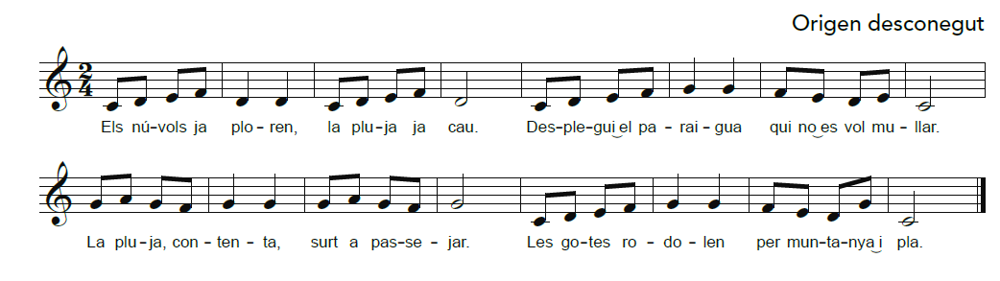 Origen desconegut
2
4
Els nú-vols ja plo-ren, la plu-ja ja cau. Des-ple-gui‿el pa-rai-gua qui no‿es vol mu-llar.
La plu-ja, con-ten-ta, surt a pas-se-jar. Les go-tes ro-do-len per mun-ta-nya‿i pla.